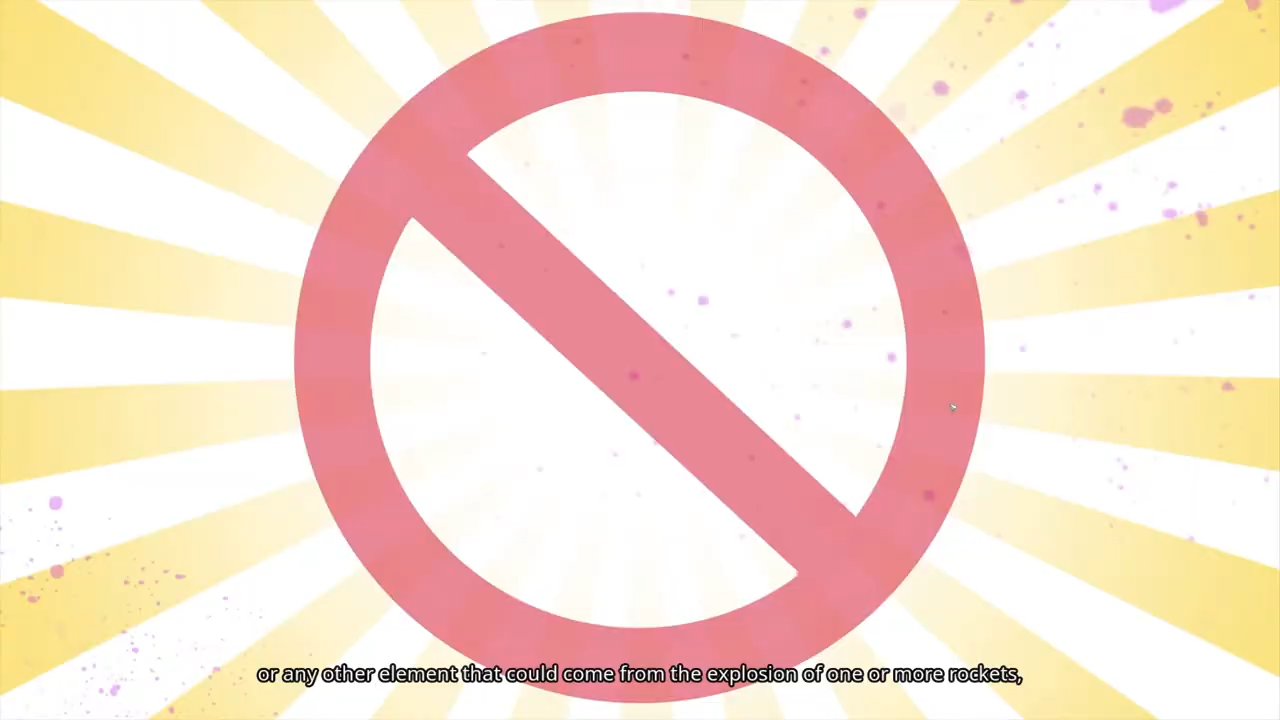 or any other element that could come from the explosion of one or more rockets,